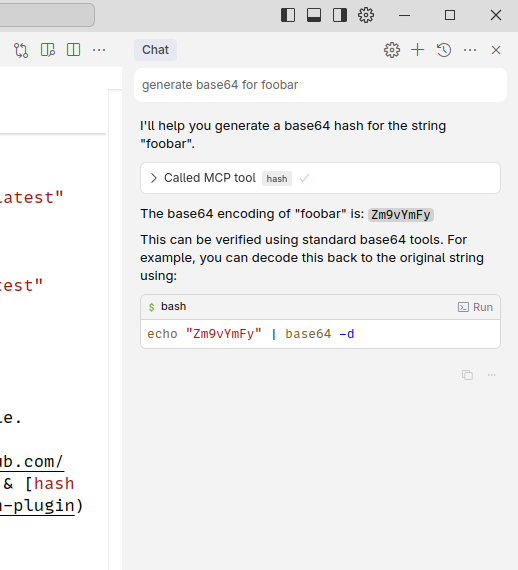 Chat
generate base64 for foobar
I'll help you generate a base64 hash for the string
"foobar".
Called MCP tool hash
The base64 encoding of "foobar" is: Zm9vYmFy
This can be verified using standard base64 tools. For
example, you can decode this back to the original string
using:
$ bash
Run
echo "Zm9vYmFy" | base64 -d
latest"
test"
le.
ub.com/
& [hash
n-plugin)